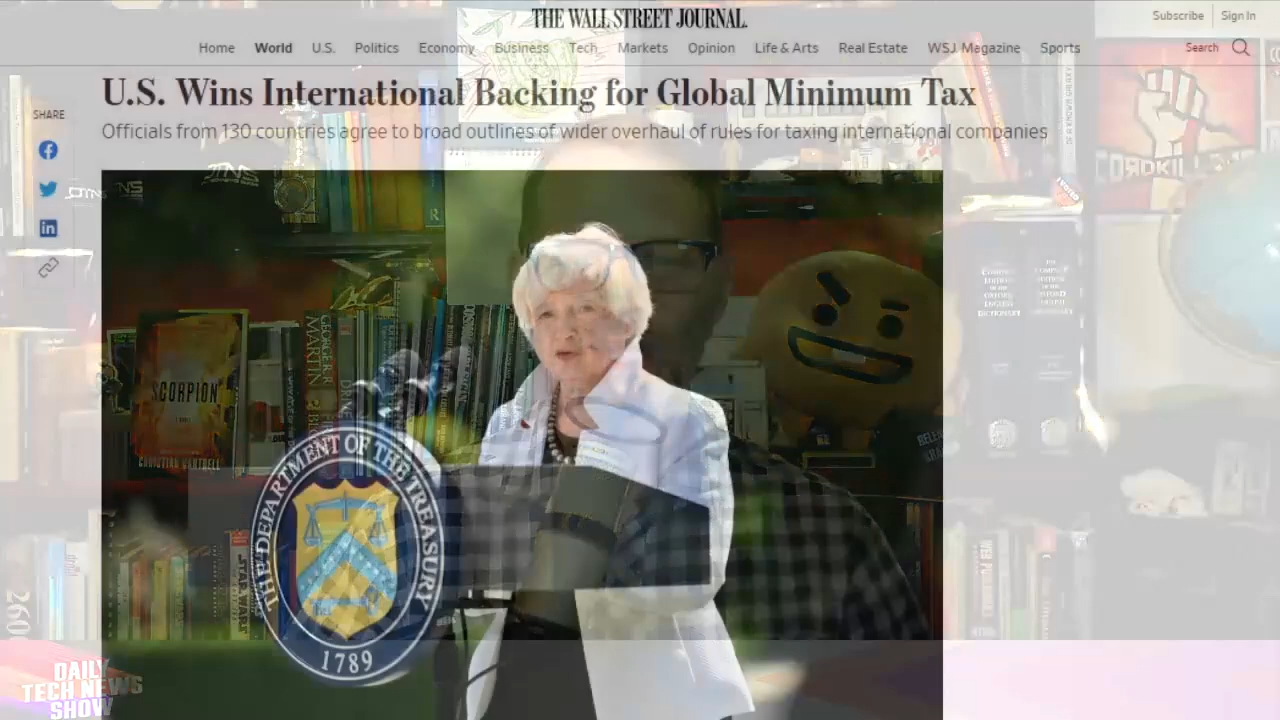 THE WALL STREET JOURNAL.
Subscribe Sign In
Home World U.S. Politics Economy Business Tech Markets Opinion Life & Arts Real Estate WSJ. Magazine Sports Search
U.S. Wins International Backing for Global Minimum Tax
Officials from 130 countries agree to broad outlines of wider overhaul of rules for taxing international companies
SHARE
SCORPION
CHRISTIAN CANTRELL
GEORGE R.R.
MARTIN
THE DEPARTMENT OF THE TREASURY
1789
2600
DAILY
TECH NEWS
SHOW